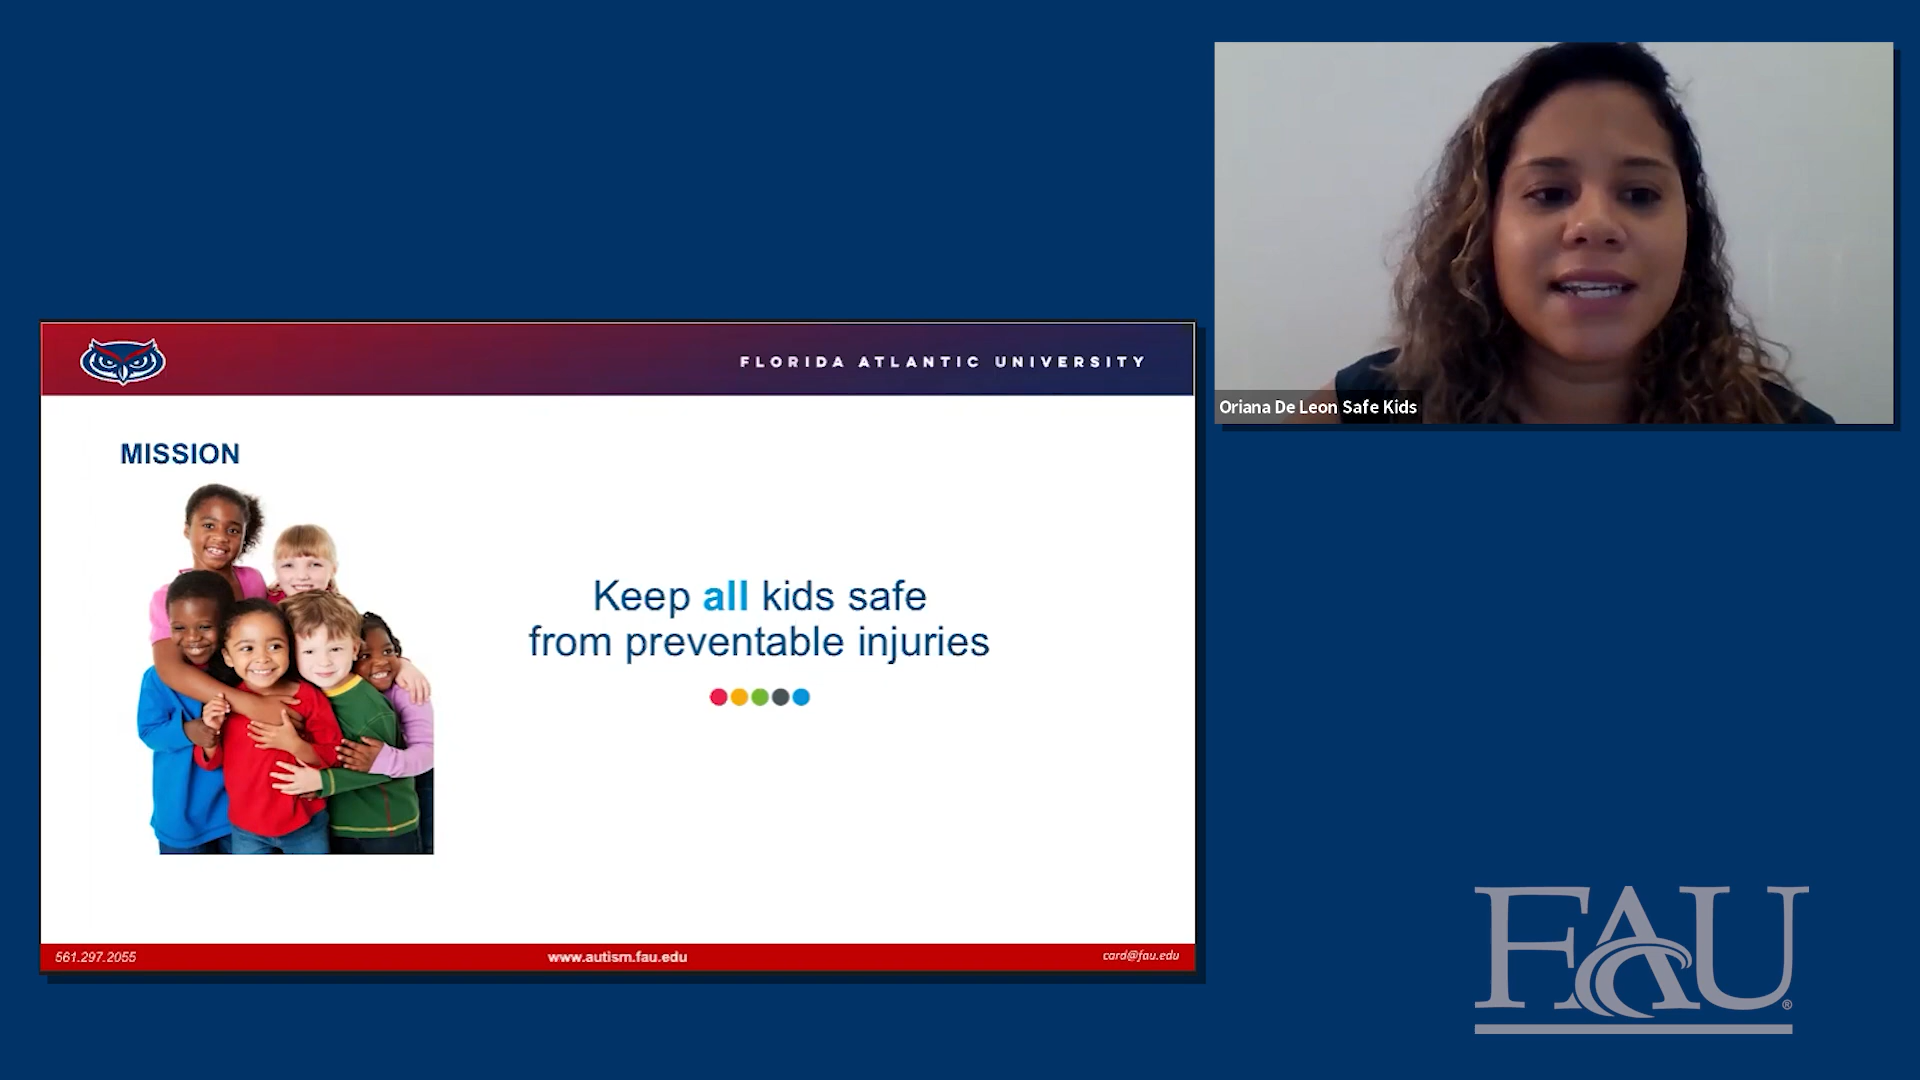 FLORIDA ATLANTIC UNIVERSITY
MISSION
Keep all kids safe
from preventable injuries
561.297.2055
www.autism.fau.edu
card@fau.edu
Oriana De Leon Safe Kids
FAU®